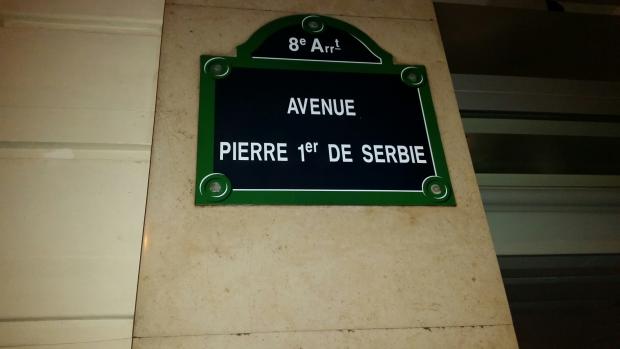 8e Arrt
AVENUE
PIERRE 1er DE SERBIE